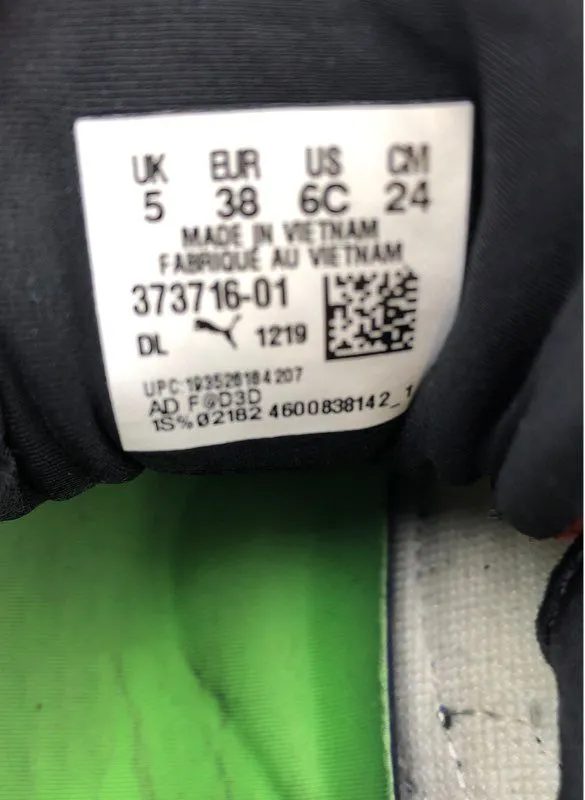 UK EUR US CM
5 38 6C 24
MADE IN VIETNAM
FABRIQUE AU VIETNAM
373716-01
DL 1219
UPC:193526184207
AD F@D3D
1S%02182 4600838142_1